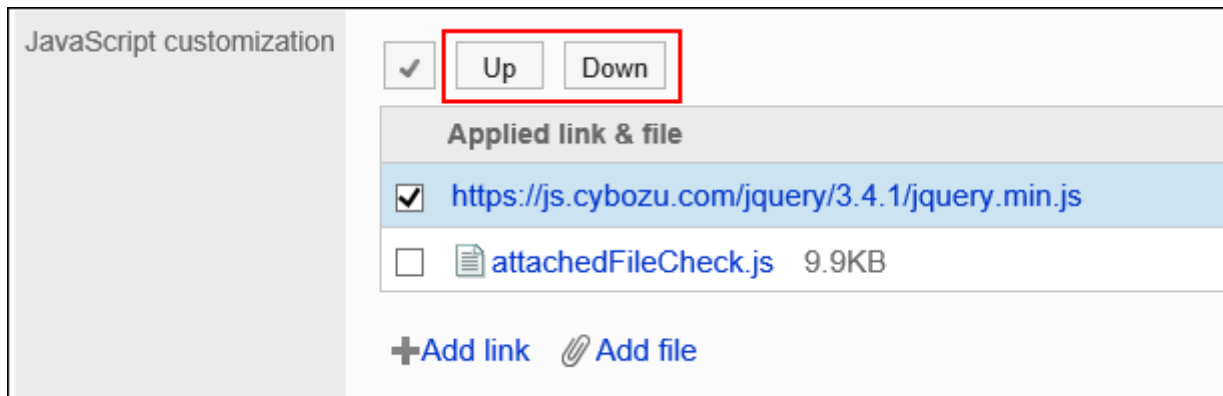 JavaScript customization
Up Down
Applied link & file
https://js.cybozu.com/jquery/3.4.1/jquery.min.js
attachedFileCheck.js 9.9KB
Add link Add file